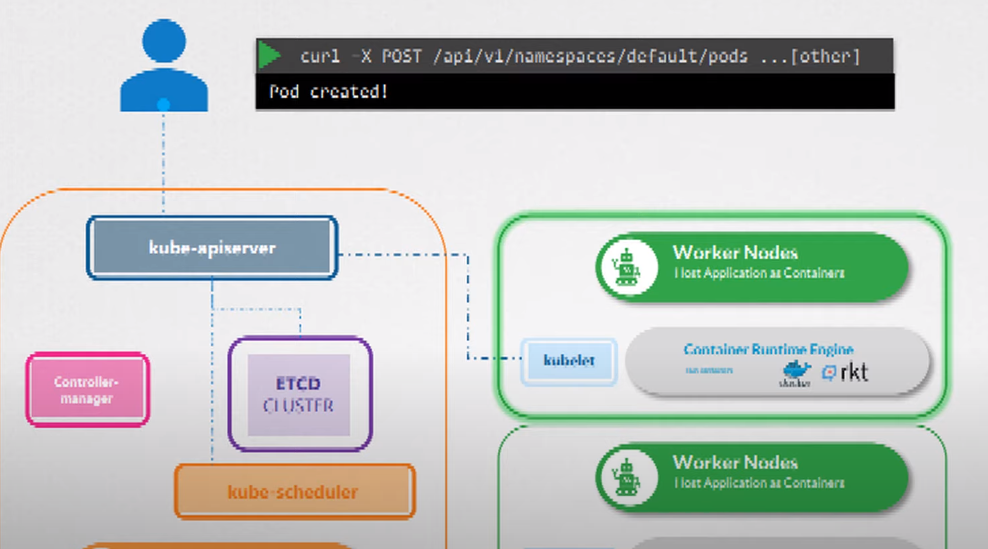 curl -X POST /api/v1/namespaces/default/pods ...[other]
Pod created!
kube-apiserver
Controller-
manager
ETCD
CLUSTER
kube-scheduler
Worker Nodes
Host Application as Containers
kubelet
Container Runtime Engine
docker
rkt
Worker Nodes
Host Application as Containers